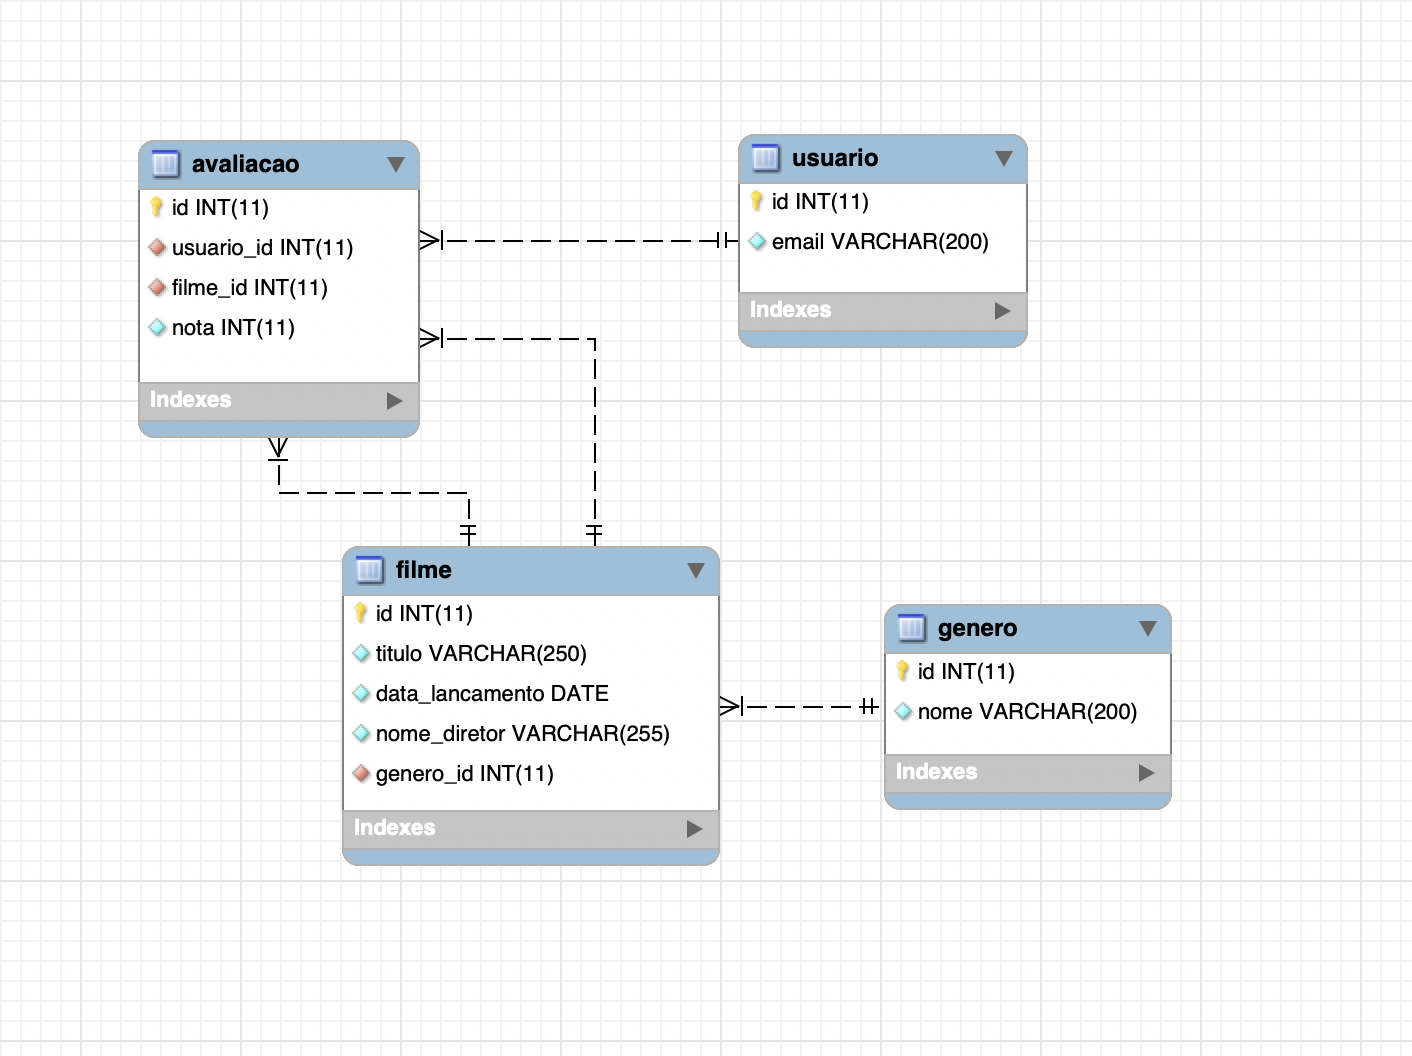 avaliacao
id INT(11)
usuario_id INT(11)
filme_id INT(11)
nota INT(11)
Indexes
usuario
id INT(11)
email VARCHAR(200)
Indexes
filme
id INT(11)
titulo VARCHAR(250)
data_lancamento DATE
nome_diretor VARCHAR(255)
genero_id INT(11)
Indexes
genero
id INT(11)
nome VARCHAR(200)
Indexes